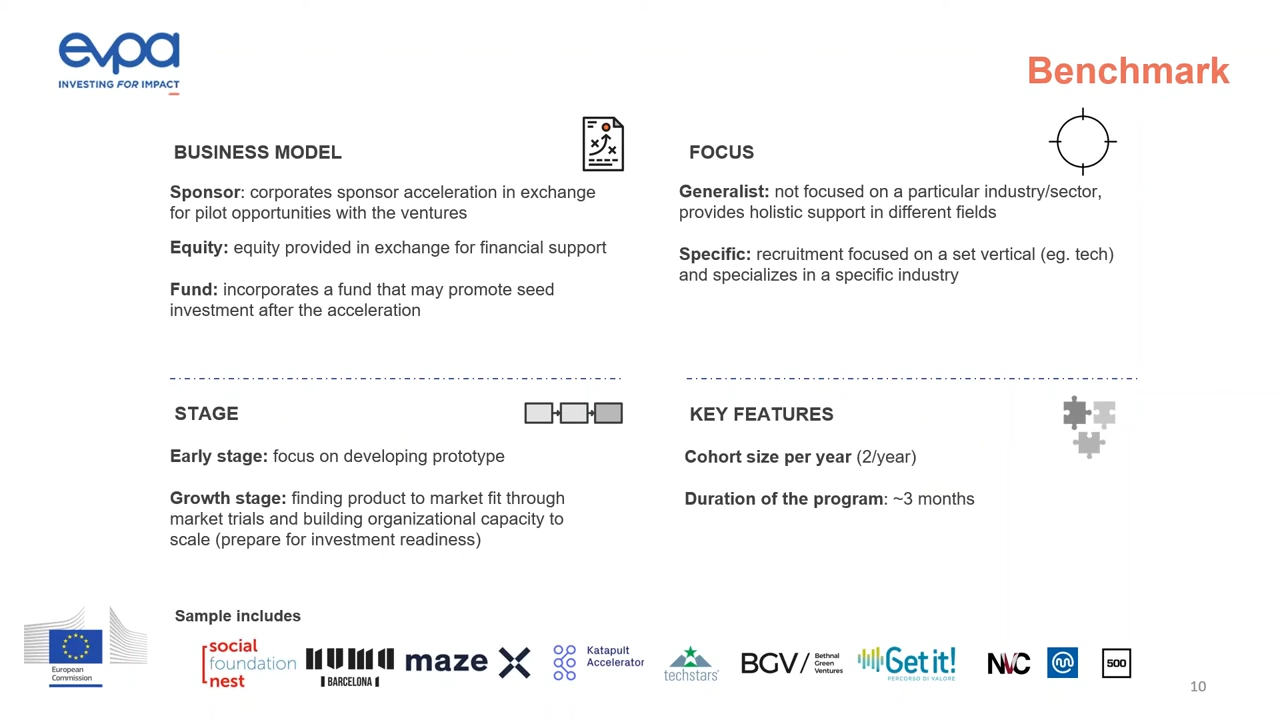 evpa
INVESTING FOR IMPACT
Benchmark
BUSINESS MODEL
Sponsor: corporates sponsor acceleration in exchange
for pilot opportunities with the ventures
Equity: equity provided in exchange for financial support
Fund: incorporates a fund that may promote seed
investment after the acceleration
FOCUS
Generalist: not focused on a particular industry/sector,
provides holistic support in different fields
Specific: recruitment focused on a set vertical (eg. tech)
and specializes in a specific industry
STAGE
Early stage: focus on developing prototype
Growth stage: finding product to market fit through
market trials and building organizational capacity to
scale (prepare for investment readiness)
KEY FEATURES
Cohort size per year (2/year)
Duration of the program: ~3 months
Sample includes
European
Commission
social
foundation
nest
numa
BARCELONA
maze X
Katapult
Accelerator
techstars
BGV/
Bethnal
Green
Ventures
Get it!
PERCORSO DI VALORE
NVC
500
10